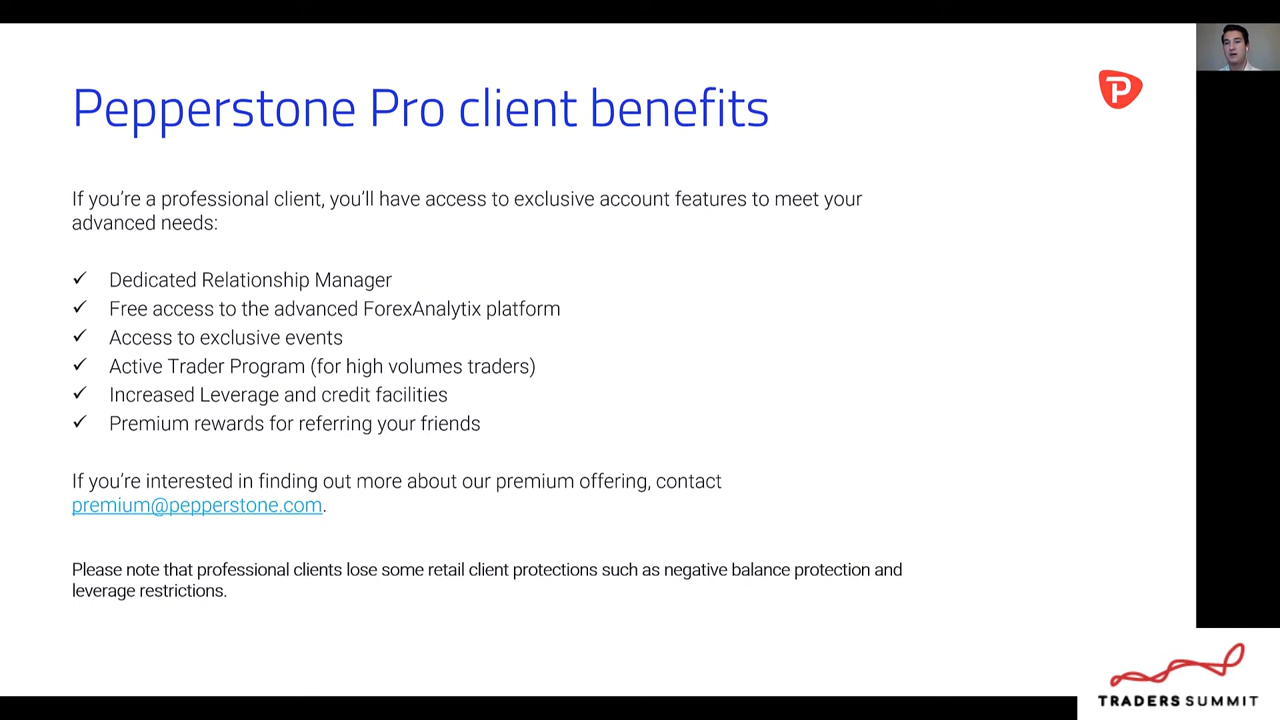 Pepperstone Pro client benefits
If you're a professional client, you'll have access to exclusive account features to meet your
advanced needs:
✓ Dedicated Relationship Manager
✓ Free access to the advanced ForexAnalytix platform
✓ Access to exclusive events
✓ Active Trader Program (for high volumes traders)
✓ Increased Leverage and credit facilities
✓ Premium rewards for referring your friends
If you're interested in finding out more about our premium offering, contact
premium@pepperstone.com.
Please note that professional clients lose some retail client protections such as negative balance protection and
leverage restrictions.
P
TRADERS SUMMIT